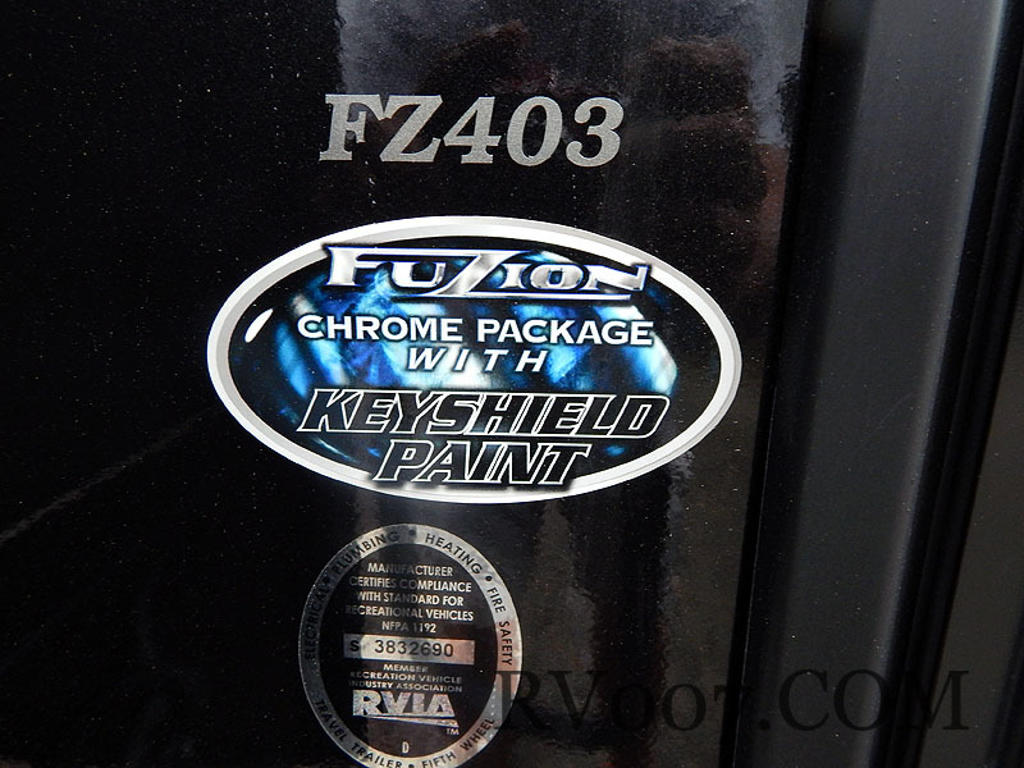 FZ403
FUZION
CHROME PACKAGE
WITH
KEYSHIELD
PAINT
ELECTRICAL • PLUMBING • HEATING • FIRE SAFETY
MANUFACTURER
CERTIFIES COMPLIANCE
WITH STANDARD FOR
RECREATIONAL VEHICLES
NFPA 1192
S 3832690
MEMBER
RECREATION VEHICLE
INDUSTRY ASSOCIATION
RVIA
TM
D
TRAVEL TRAILER • FIFTH WHEEL
RV007.COM